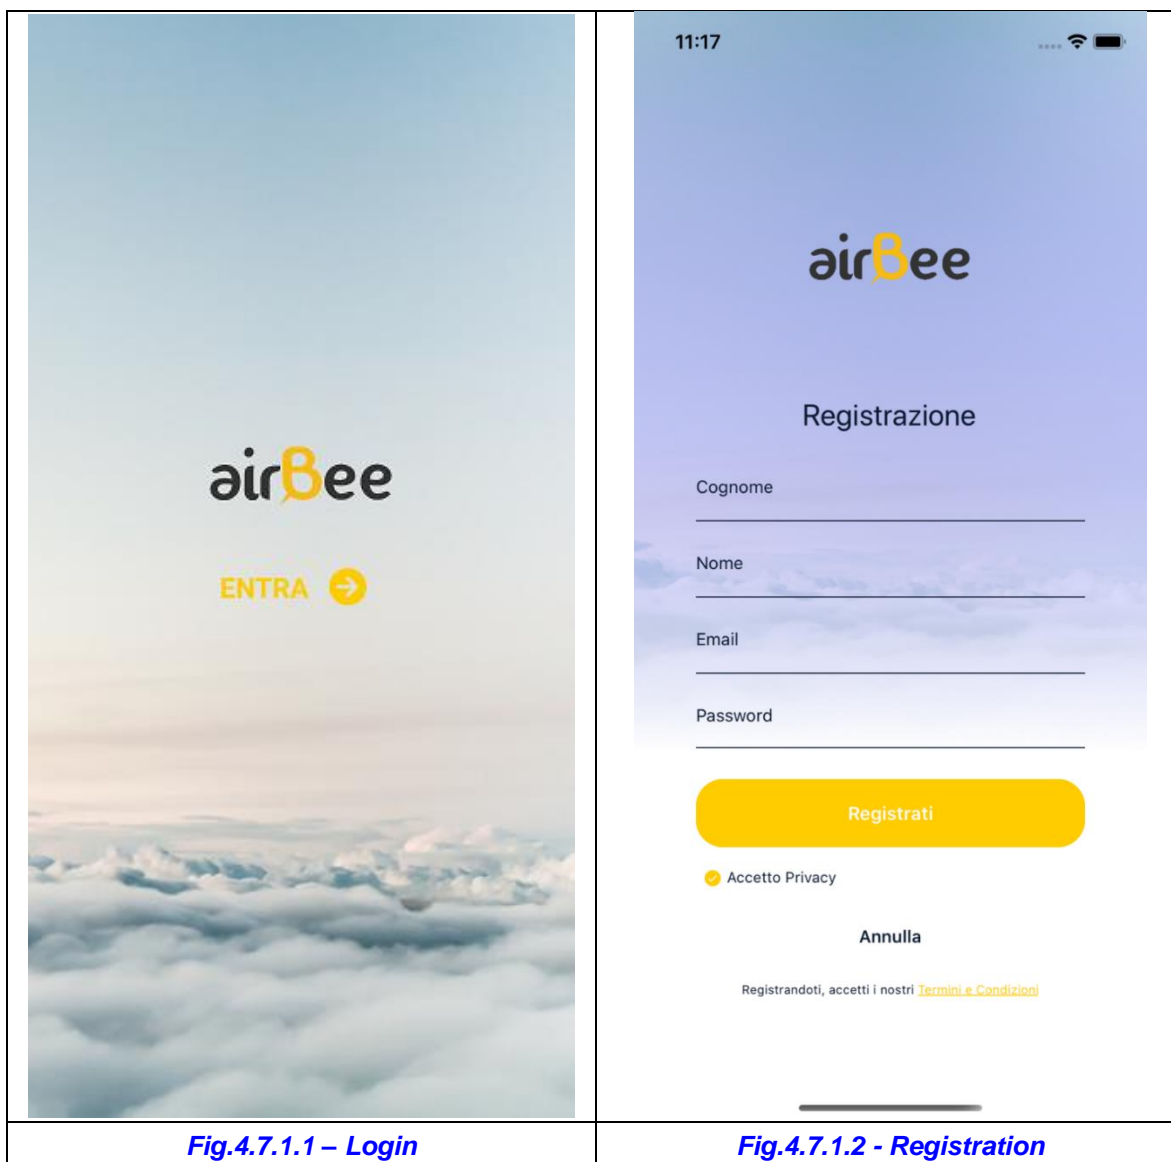 airBee
ENTRA
Fig.4.7.1.1 – Login
11:17
airBee
Registrazione
Cognome
Nome
Email
Password
Registrati
Accetto Privacy
Annulla
Registrandoti, accetti i nostri Termini e Condizioni
Fig.4.7.1.2 - Registration